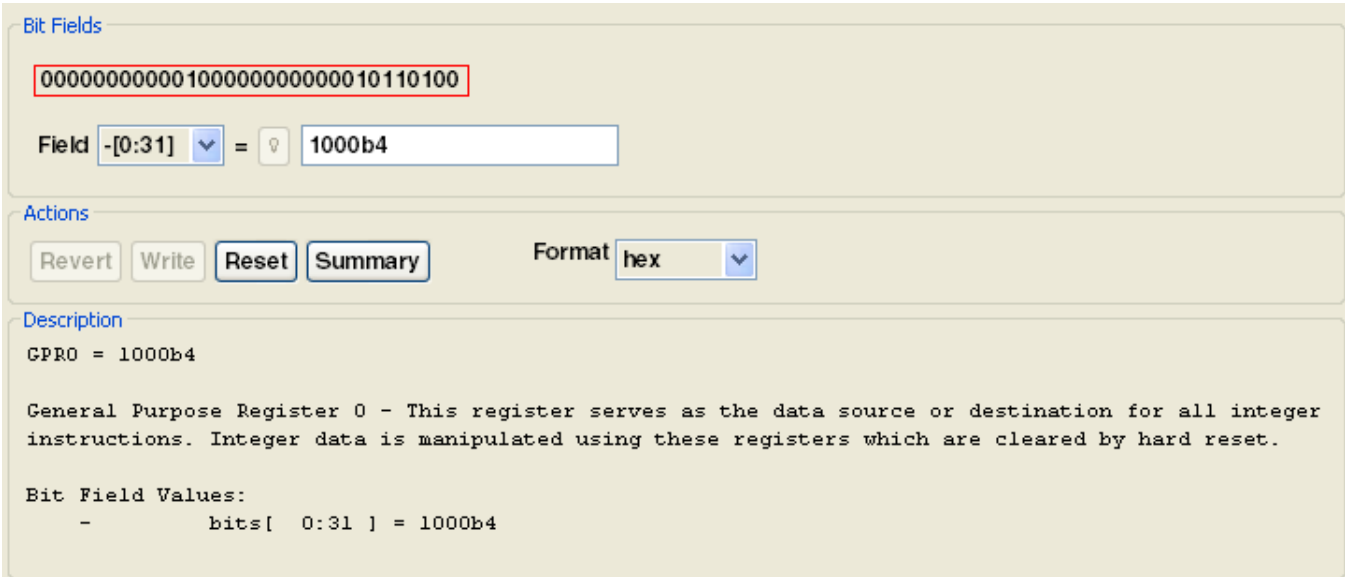 Bit Fields
00000000000100000000000010110100
Field -[0:31] = 1000b4
Actions
Revert Write Reset Summary Format hex
Description
GPR0 = 1000b4
General Purpose Register 0 - This register serves as the data source or destination for all integer
instructions. Integer data is manipulated using these registers which are cleared by hard reset.
Bit Field Values:
- bits[ 0:31 ] = 1000b4